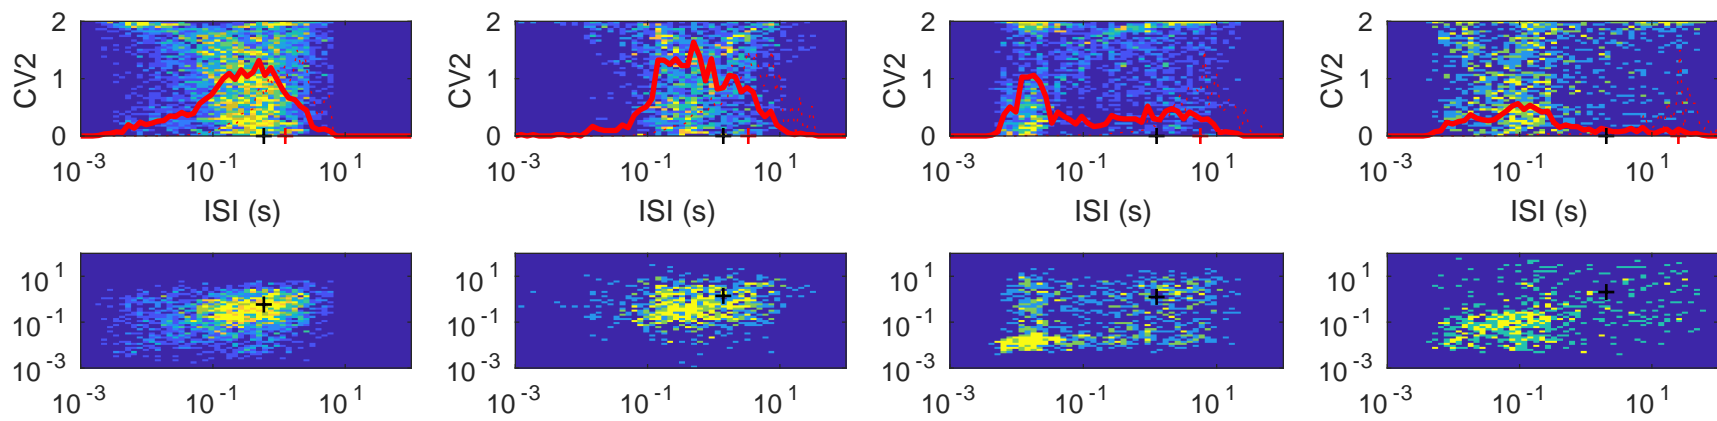 2 2 2 2
CV2 1 CV2 1 CV2 1 CV2 1
0 0 0 0
10^-3 10^-1 10^1 10^-3 10^-1 10^1 10^-3 10^-1 10^1 10^-3 10^-1 10^1
ISI (s) ISI (s) ISI (s) ISI (s)
10^1 10^1 10^1 10^1
10^-1 10^-1 10^-1 10^-1
10^-3 10^-3 10^-3 10^-3
10^-3 10^-1 10^1 10^-3 10^-1 10^1 10^-3 10^-1 10^1 10^-3 10^-1 10^1